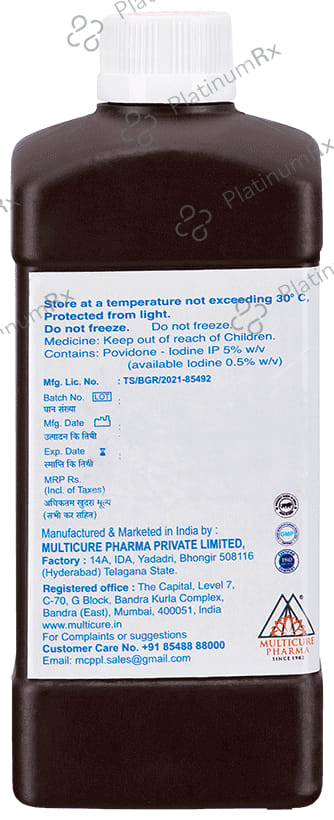 PlatinumRx
PlatinumRx
PlatinumRx
Store at a temperature not exceeding 30° C,
Protected from light.
Do not freeze. Do not freeze.
Medicine: Keep out of reach of Children.
Contains: Povidone - Iodine IP 5% w/v
(available Iodine 0.5% w/v)
Mfg. Lic. No. : TS/BGR/2021-85492
Batch No. LOT :
घान संख्या
Mfg. Date :
उत्पादन कि तिथी
Exp. Date :
समाप्ति कि तिथी
MRP Rs.
(Incl. of Taxes)
अधिकतम खुदरा मूल्य
(सभी कर सहित)
Manufactured & Marketed in India by :
MULTICURE PHARMA PRIVATE LIMITED,
Factory : 14A, IDA, Yadadri, Bhongir 508116
(Hyderabad) Telagana State.
Registered office : The Capital, Level 7,
C-70, G Block, Bandra Kurla Complex,
Bandra (East), Mumbai, 400051, India
www.multicure.in
For Complaints or suggestions
Customer Care No. +91 85488 88000
Email: mcppl.sales@gmail.com
GMP
ISO
MULTICURE
PHARMA
SINCE 1982